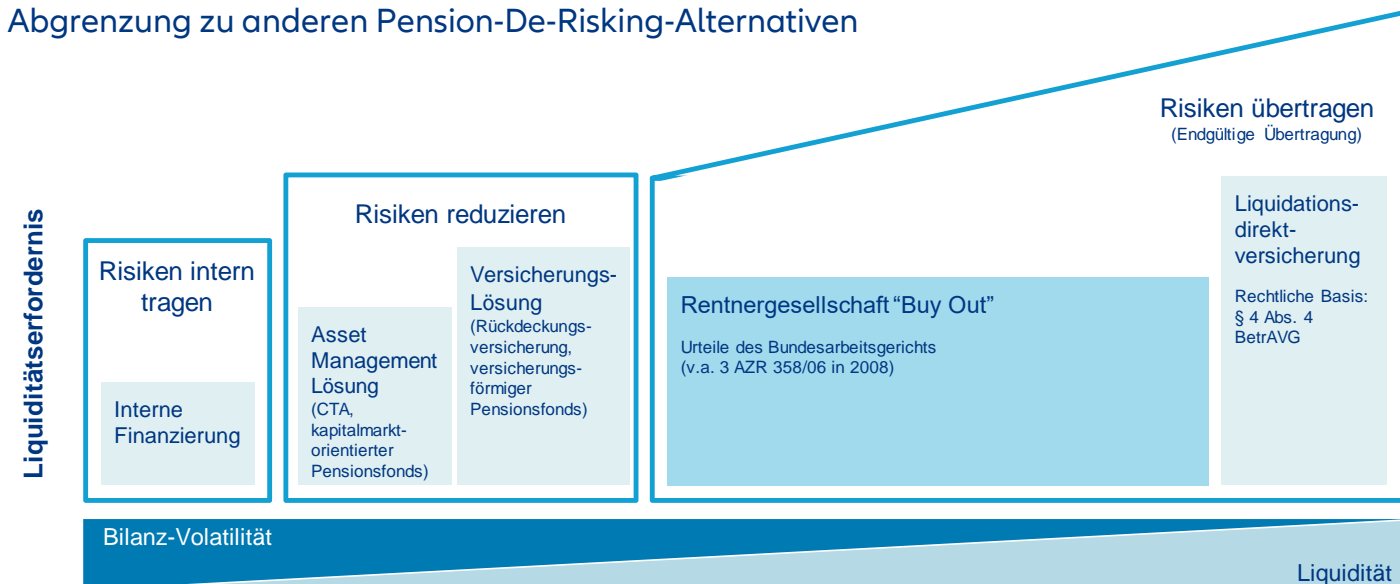 Abgrenzung zu anderen Pension-De-Risking-Alternativen
Liquiditätserfordernis
Risiken intern
tragen
Interne
Finanzierung
Risiken reduzieren
Asset
Management
Lösung
(CTA,
kapitalmarkt-
orientierter
Pensionsfonds)
Versicherungs-
Lösung
(Rückdeckungs-
versicherung,
versicherungs-
förmiger
Pensionsfonds)
Risiken übertragen
(Endgültige Übertragung)
Rentnergesellschaft “Buy Out”
Urteile des Bundesarbeitsgerichts
(v.a. 3 AZR 358/06 in 2008)
Liquidations-
direkt-
versicherung
Rechtliche Basis:
§ 4 Abs. 4
BetrAVG
Bilanz-Volatilität
Liquidität